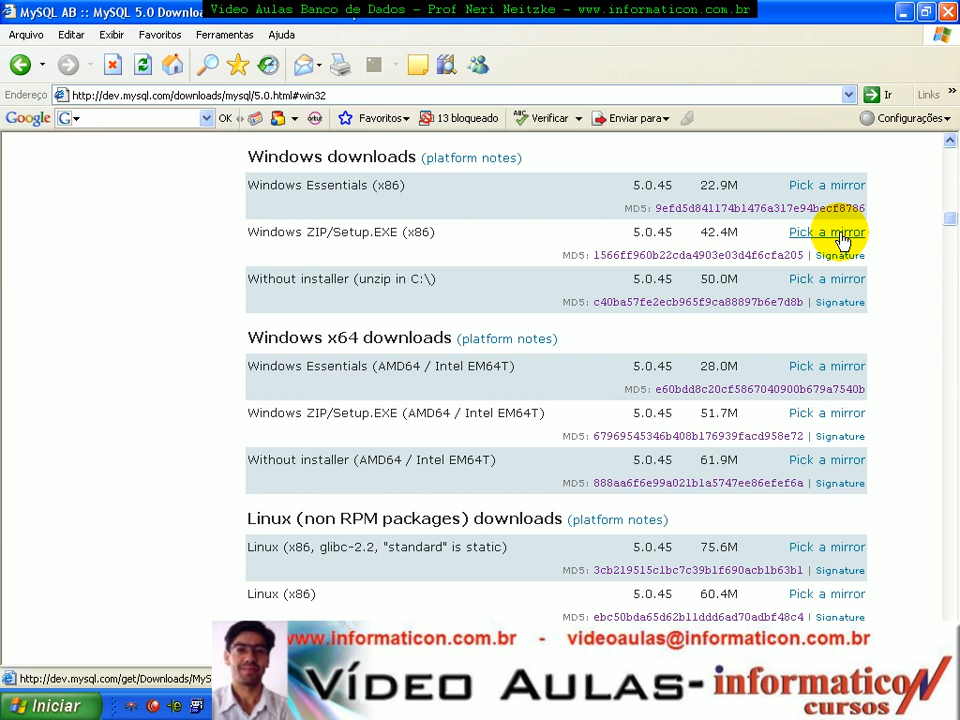 MySQL AB :: MySQL 5.0 Downlo
Video Aulas Banco de Dados - Prof Neri Neitzke - www.informaticon.com.br
Arquivo Editar Exibir Favoritos Ferramentas Ajuda
Endereço http://dev.mysql.com/downloads/mysql/5.0.html#win32 Ir Links »
Google G OK Favoritos 13 bloqueado Verificar Enviar para Configurações
Windows downloads (platform notes)
Windows Essentials (x86) 5.0.45 22.9M Pick a mirror
MD5: 9efd5d841174b1476a317e94becf8786
Windows ZIP/Setup.EXE (x86) 5.0.45 42.4M Pick a mirror
MD5: 1566ff960b22cda4903e03d4f6cfa205 | Signature
Without installer (unzip in C:\) 5.0.45 50.0M Pick a mirror
MD5: c40ba57fe2ecb965f9ca88897b6e7d8b | Signature
Windows x64 downloads (platform notes)
Windows Essentials (AMD64 / Intel EM64T) 5.0.45 28.0M Pick a mirror
MD5: e60bdd8c20cf5867040900b679a7540b
Windows ZIP/Setup.EXE (AMD64 / Intel EM64T) 5.0.45 51.7M Pick a mirror
MD5: 67969545346b408b176939facd958e72 | Signature
Without installer (AMD64 / Intel EM64T) 5.0.45 61.9M Pick a mirror
MD5: 888aa6f6e99a021b1a5747ee86efef6a | Signature
Linux (non RPM packages) downloads (platform notes)
Linux (x86, glibc-2.2, "standard" is static) 5.0.45 75.6M Pick a mirror
MD5: 3cb219515c1bc7c39b1f690acb1b63b1 | Signature
Linux (x86) 5.0.45 60.4M Pick a mirror
MD5: ebc50bda65d62b11ddd6ad70adbf48c4 | Signature
www.informaticon.com.br - videoaulas@informaticon.com.br
http://dev.mysql.com/get/Downloads/MyS
Vídeo Aulas- informaticon
cursos
Iniciar